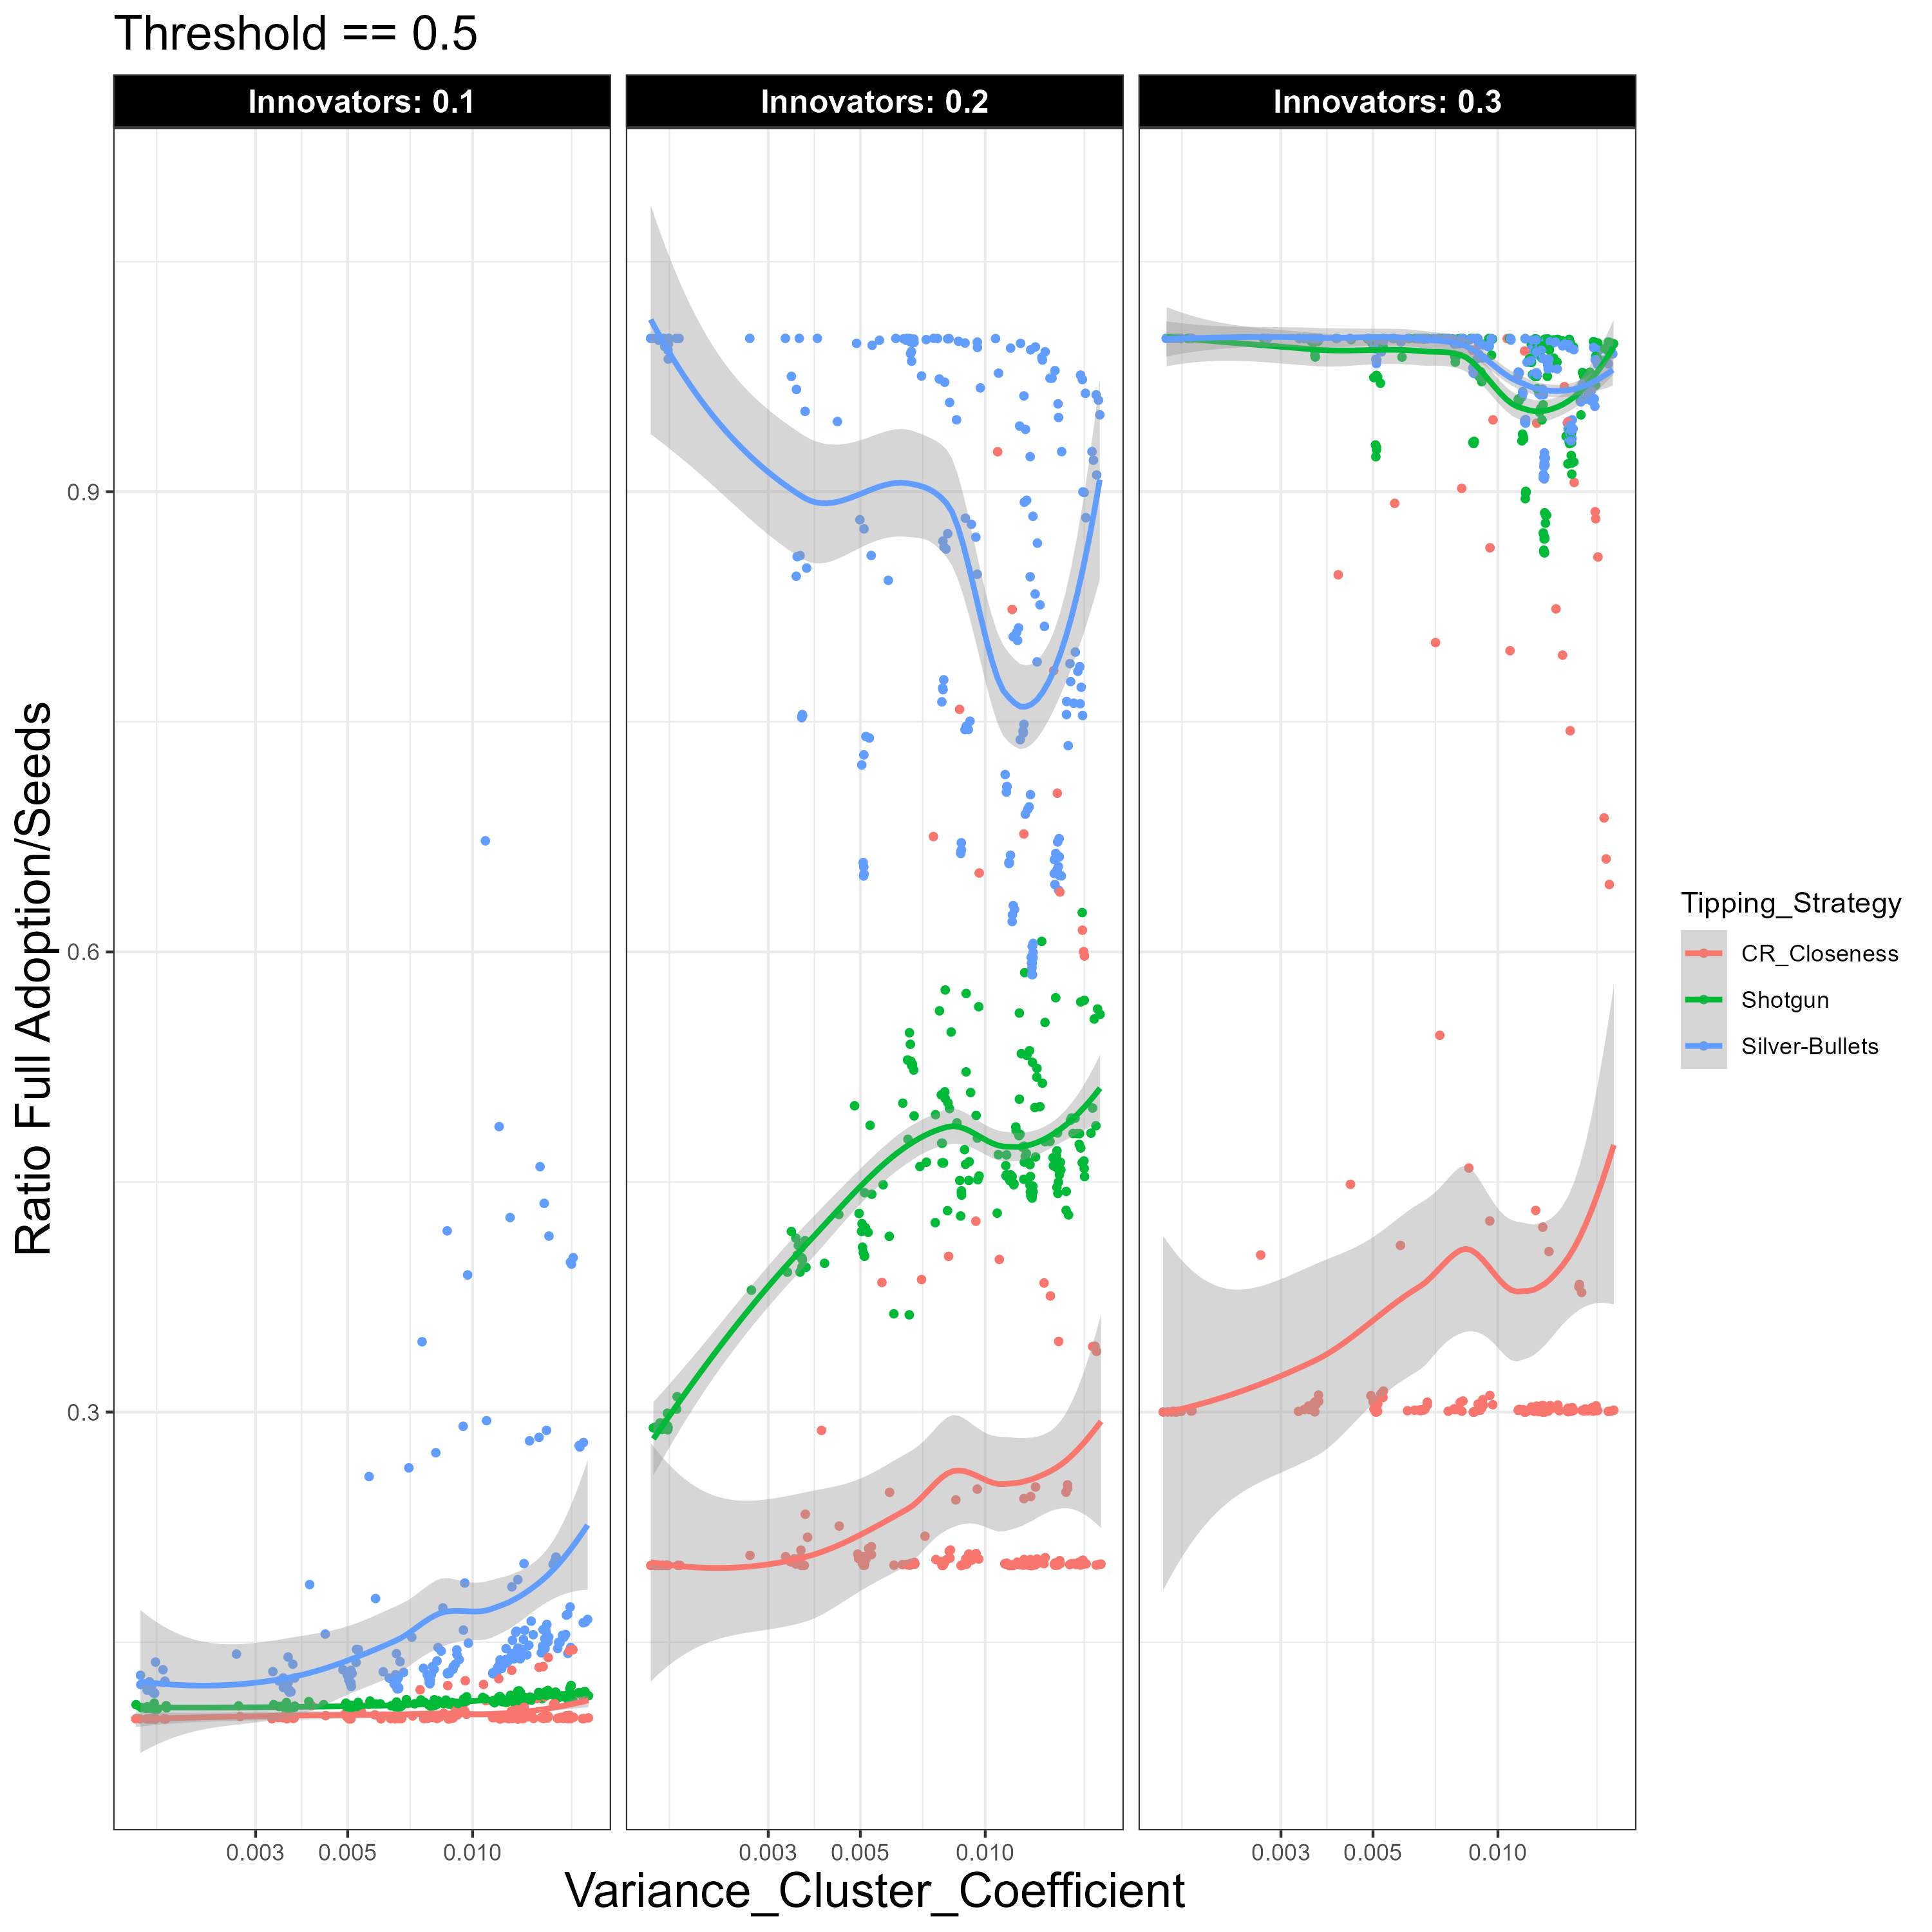 Threshold == 0.5
Innovators: 0.1
Innovators: 0.2
Innovators: 0.3
Ratio Full Adoption/Seeds
0.9
0.6
0.3
0.003 0.005 0.010
0.003 0.005 0.010
0.003 0.005 0.010
Variance_Cluster_Coefficient
Tipping_Strategy
CR_Closeness
Shotgun
Silver-Bullets